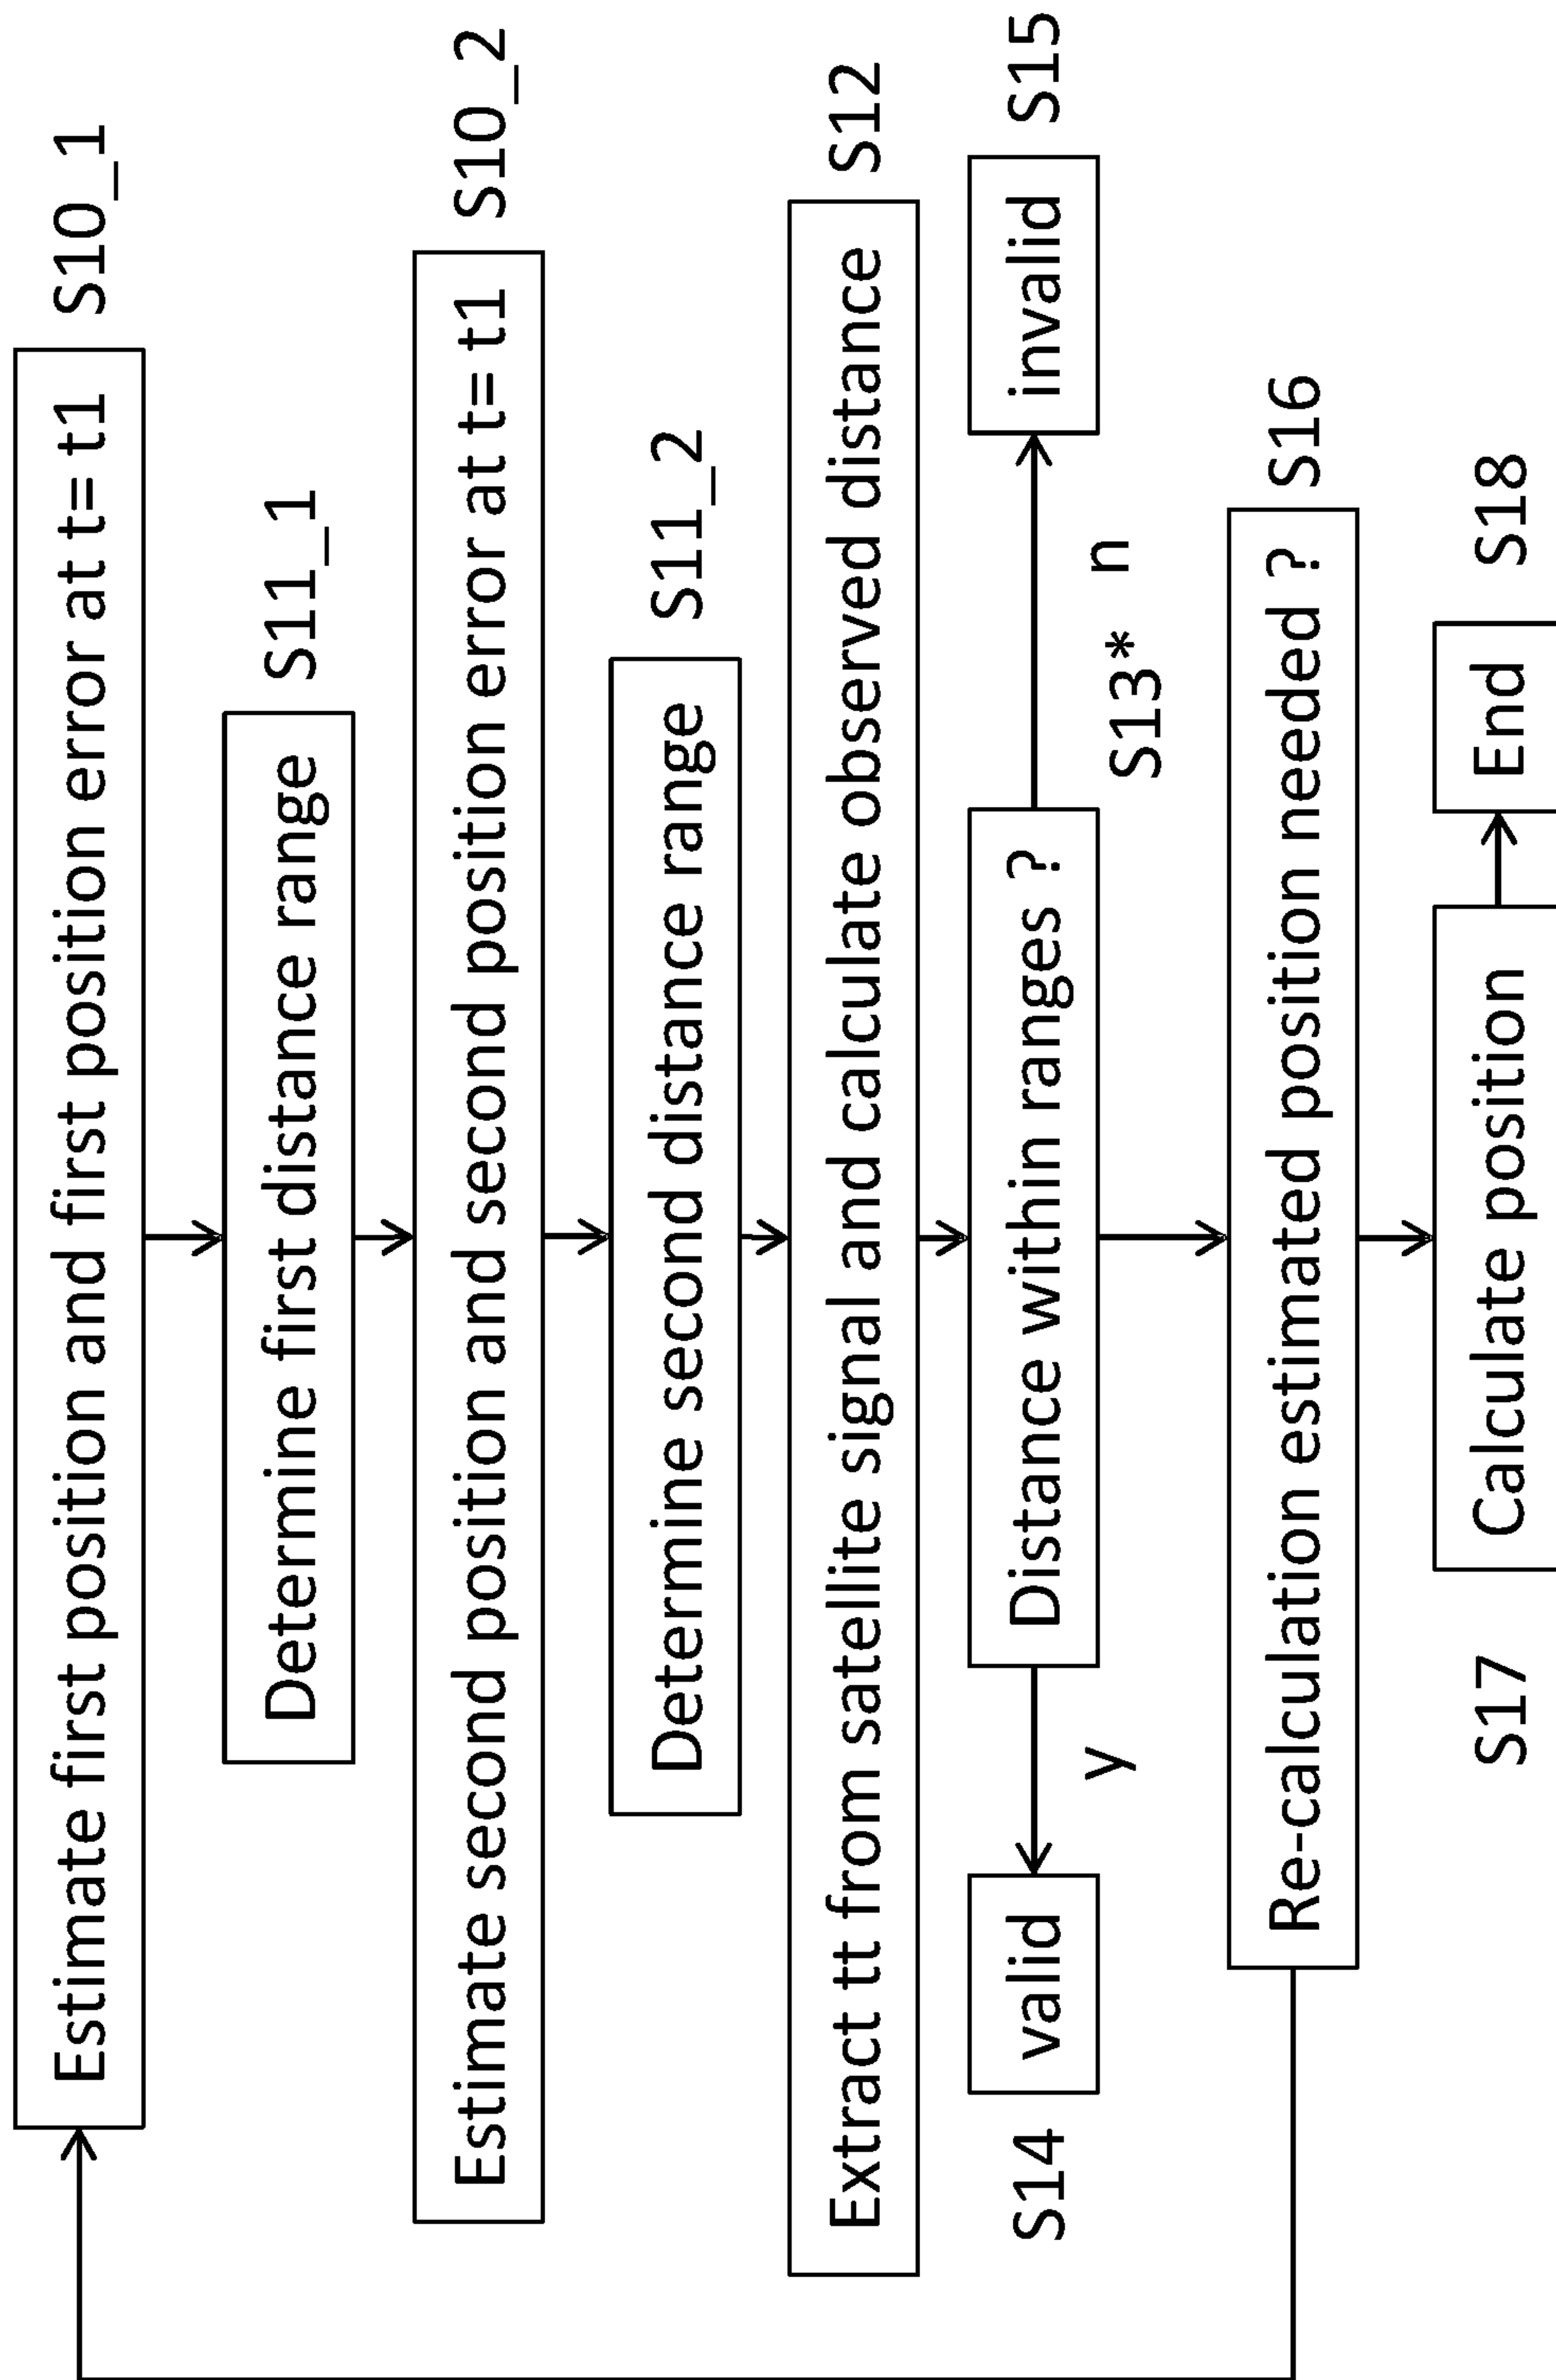 Estimate first position and first position error at t= t1
S10_1
Determine first distance range
S11_1
Estimate second position and second position error at t= t1
S10_2
Determine second distance range
S11_2
Extract tt from satellite signal and calculate observed distance
S12
S14
valid
y
Distance within ranges ?
S13*
n
invalid
S15
Re-calculation estimated position needed ?
S16
S17
Calculate position
End
S18